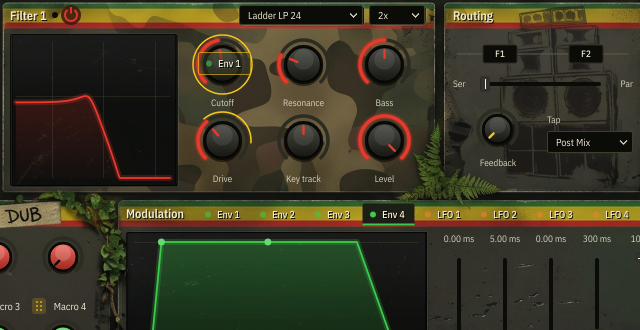 Filter 1
Ladder LP 24
2x
Routing
Env 1
F1
F2
Ser
Par
Cutoff
Resonance
Bass
Tap
Post Mix
Feedback
Drive
Key track
Level
DUB
Modulation
Env 1
Env 2
Env 3
Env 4
LFO 1
LFO 2
LFO 3
LFO 4
0.00 ms
5.00 ms
0.00 ms
300 ms
cro 3
Macro 4